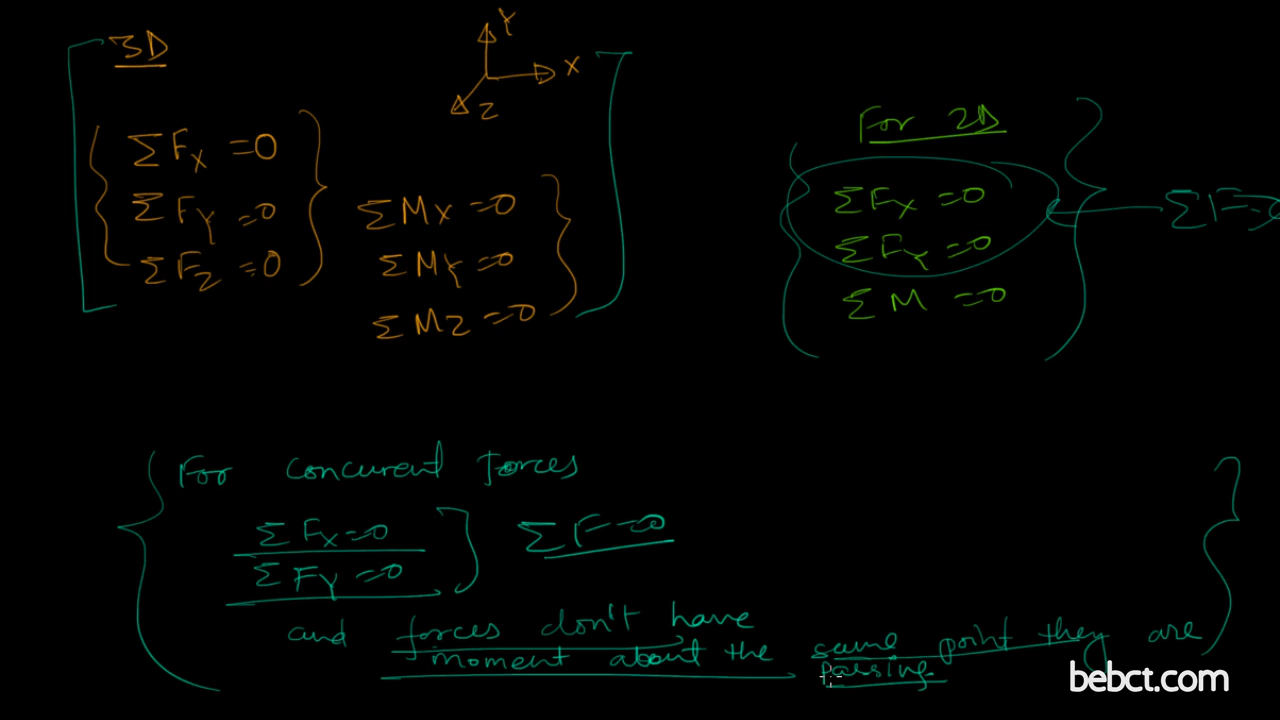 3D
Y
X
Z
ΣFx =0
ΣFy =0
ΣFz =0
ΣMx =0
ΣMy =0
ΣMz =0
For 2D
ΣFx =0
ΣFy =0
ΣM =0
ΣF=0
For concurent forces
ΣFx=0
ΣFy=0
ΣF=0
and forces don't have
moment about the same point they are
passing.
bebct.com